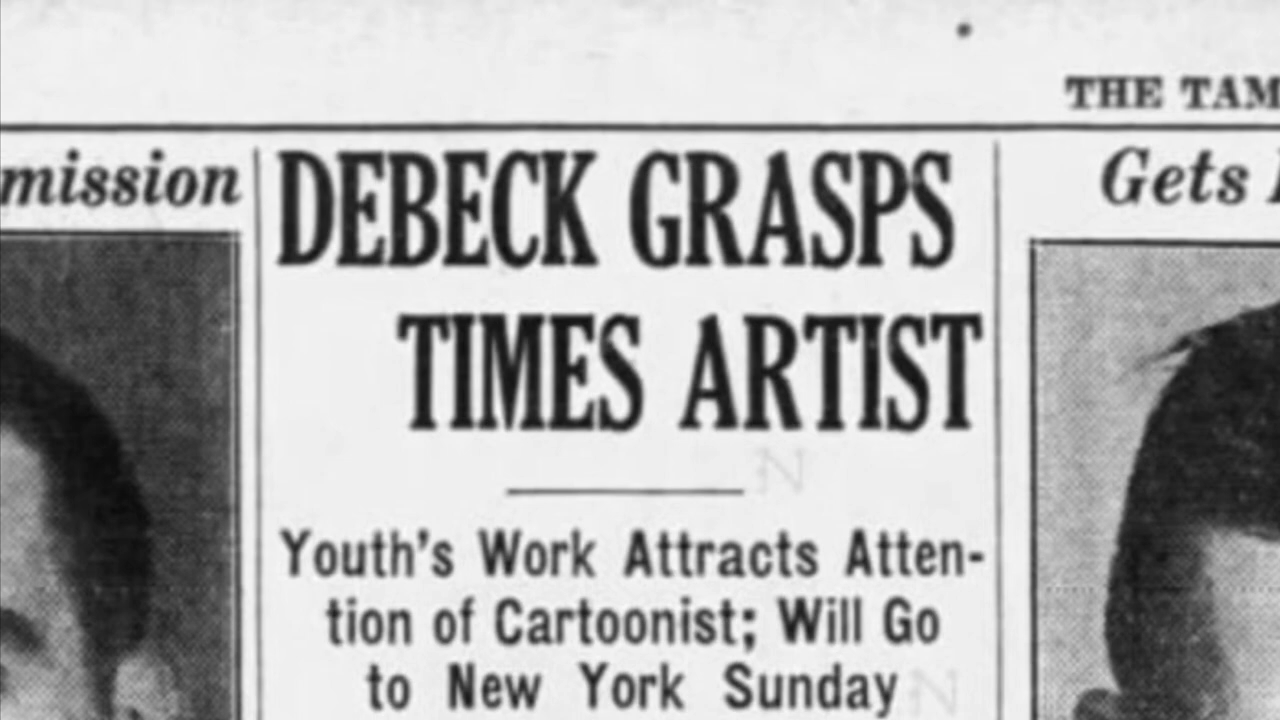 THE TAM
mission
DEBECK GRASPS
TIMES ARTIST
Gets
Youth's Work Attracts Atten-
tion of Cartoonist; Will Go
to New York Sunday